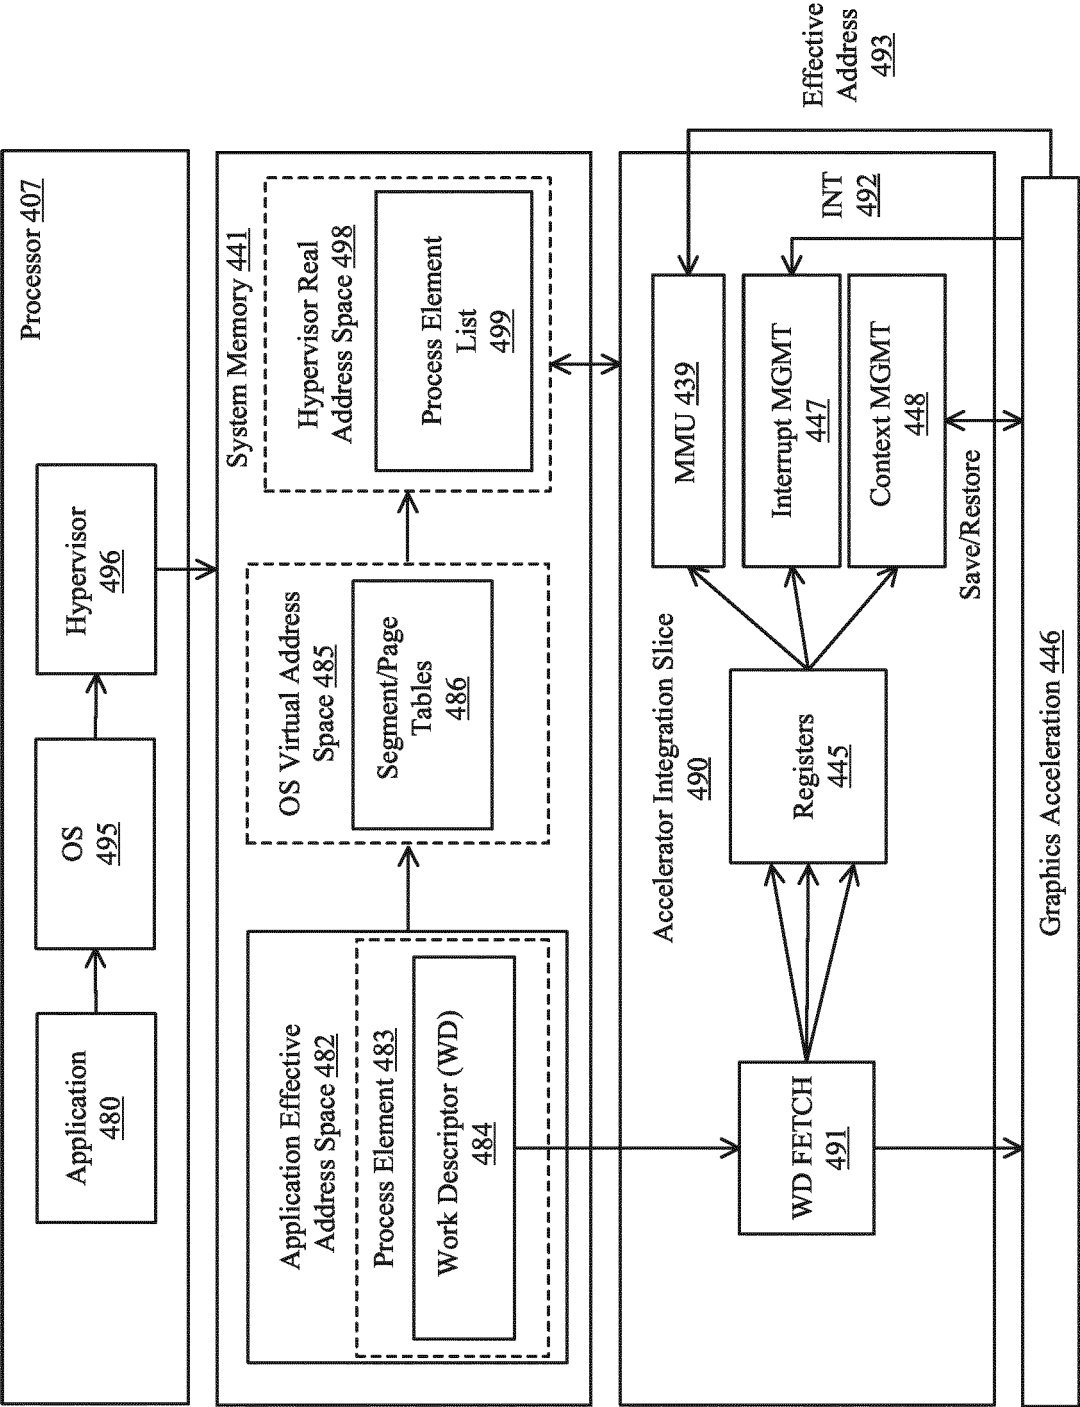 Processor 407
Application
480
OS
495
Hypervisor
496
System Memory 441
Application Effective
Address Space 482
Process Element 483
Work Descriptor (WD)
484
OS Virtual Address
Space 485
Segment/Page
Tables
486
Hypervisor Real
Address Space 498
Process Element
List
499
Accelerator Integration Slice
490
WD FETCH
491
Registers
445
MMU 439
Interrupt MGMT
447
Context MGMT
448
INT
492
Effective
Address
493
Save/Restore
Graphics Acceleration 446